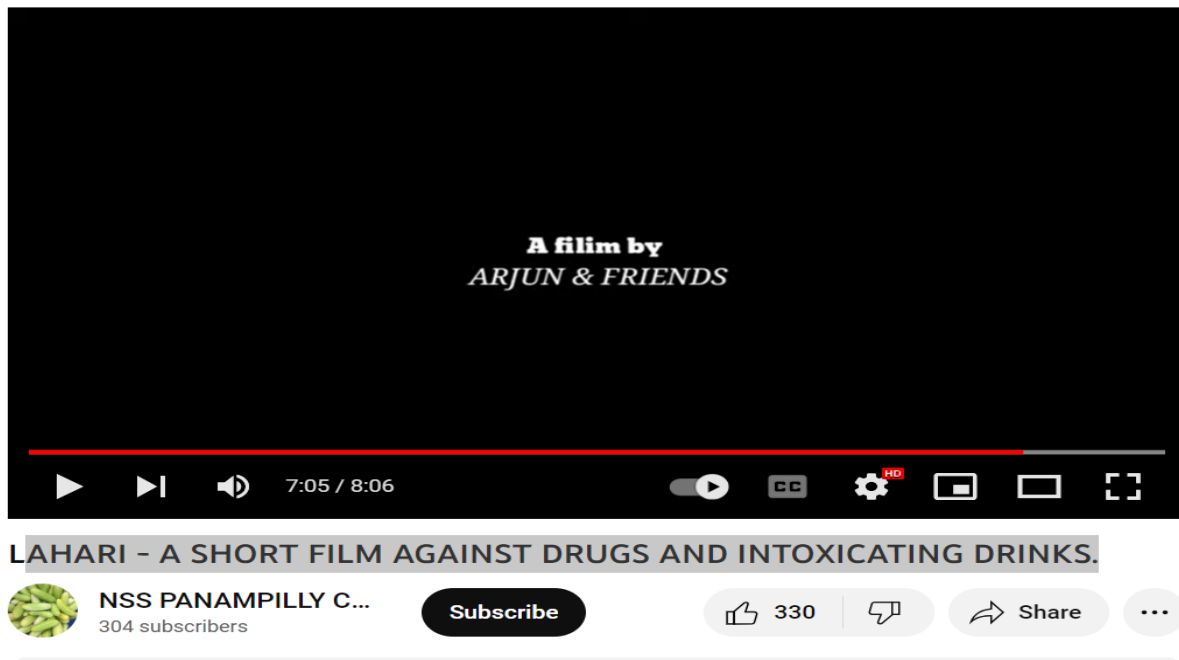 A filim by
ARJUN & FRIENDS
7:05 / 8:06
CC
HD
LAHARI - A SHORT FILM AGAINST DRUGS AND INTOXICATING DRINKS.
NSS PANAMPILLY C...
304 subscribers
Subscribe
330
Share